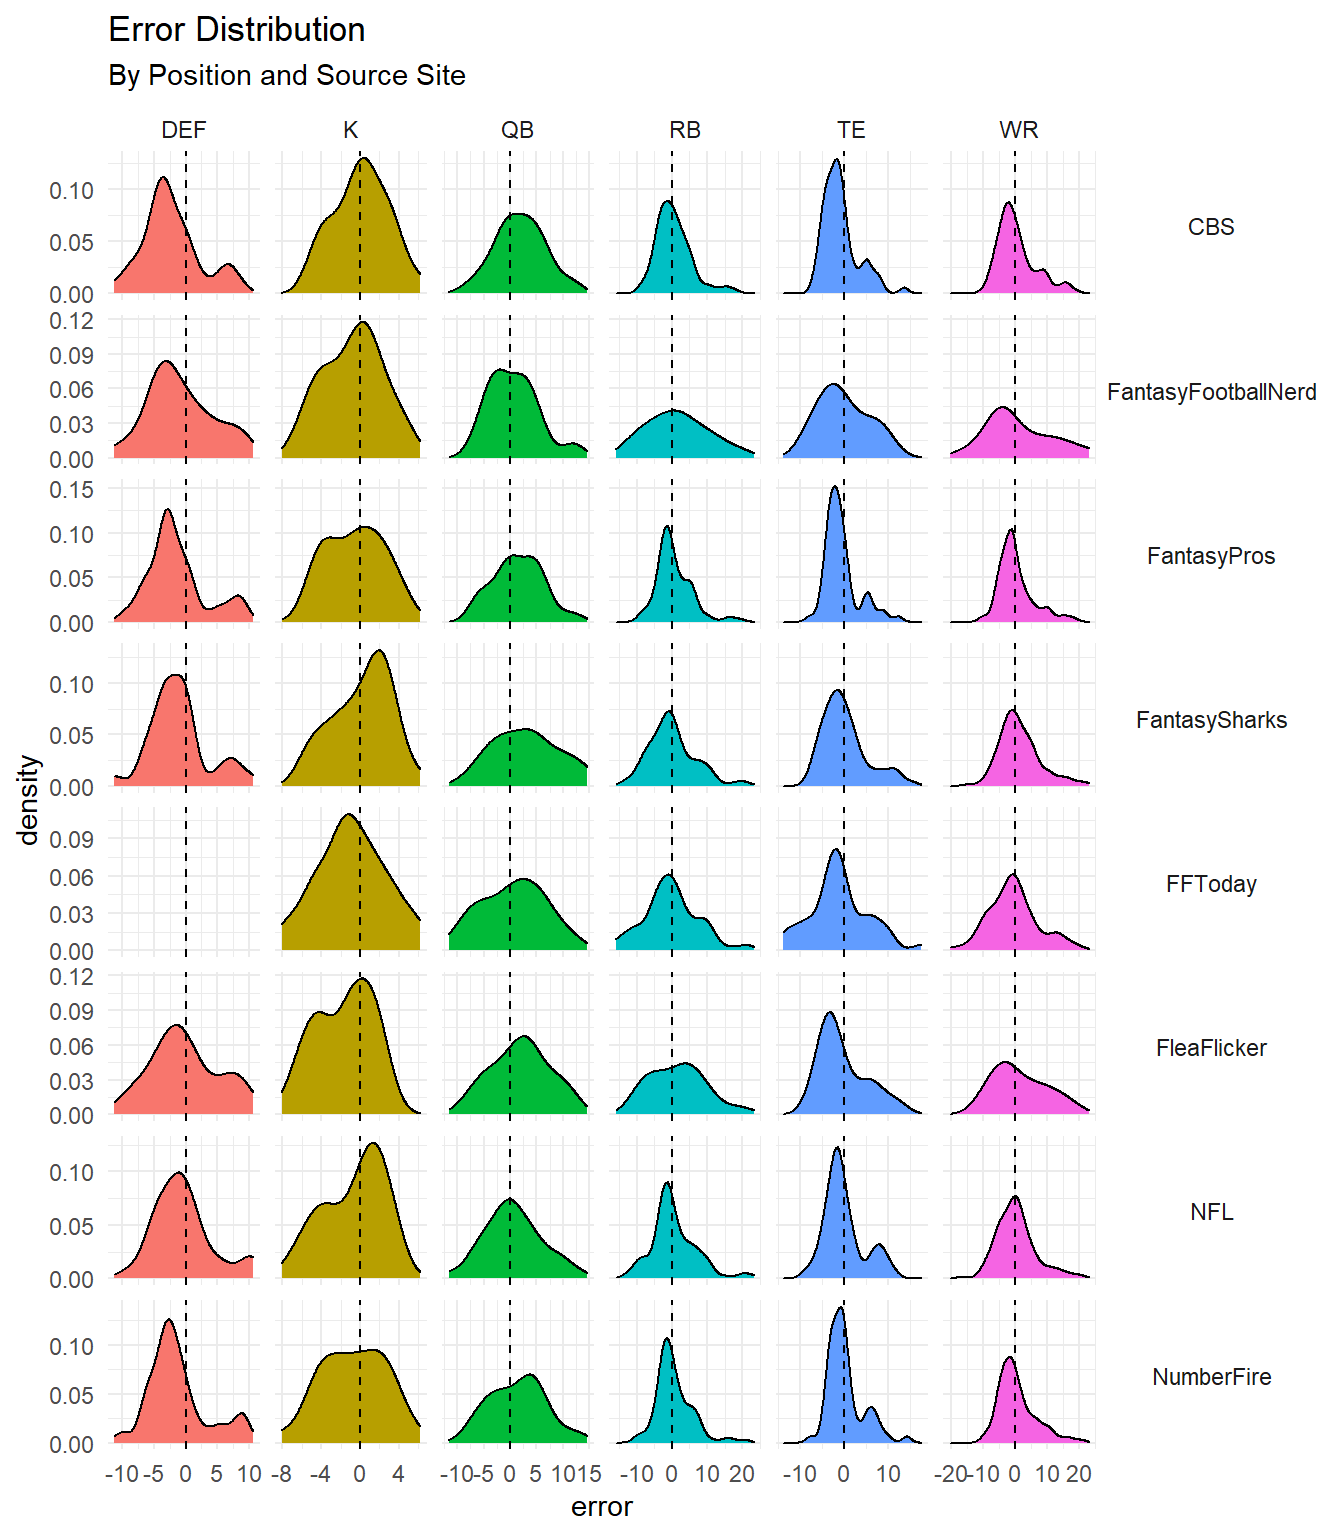 Error Distribution
By Position and Source Site
DEF K QB RB TE WR
0.10
0.05
0.00
CBS
0.12
0.09
0.06
0.03
0.00
FantasyFootballNerd
0.15
0.10
0.05
0.00
FantasyPros
0.10
0.05
0.00
FantasySharks
density
0.09
0.06
0.03
0.00
FFToday
0.12
0.09
0.06
0.03
0.00
FleaFlicker
0.10
0.05
0.00
NFL
0.10
0.05
0.00
NumberFire
-10 -5 0 5 10 -8 -4 0 4 -10 -5 0 5 10 15 -10 0 10 20 -10 0 10 -20 -10 0 10 20
error